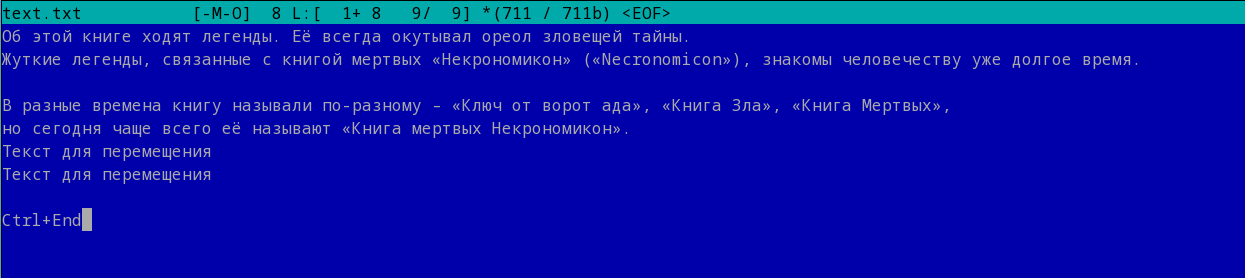 text.txt [-M-O] 8 L:[ 1+ 8 9/ 9] *(711 / 711b) <EOF>
Об этой книге ходят легенды. Её всегда окутывал ореол зловещей тайны.
Жуткие легенды, связанные с книгой мертвых «Некрономикон» («Necronomicon»), знакомы человечеству уже долгое время.
В разные времена книгу называли по-разному – «Ключ от ворот ада», «Книга Зла», «Книга Мертвых»,
но сегодня чаще всего её называют «Книга мертвых Некрономикон».
Текст для перемещения
Текст для перемещения
Ctrl+End